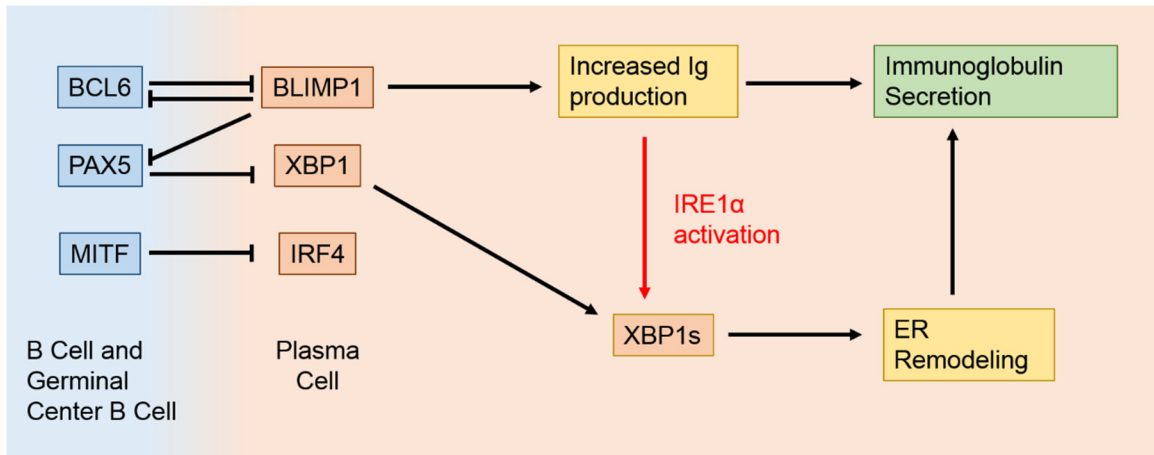 BCL6
BLIMP1
Increased Ig
production
Immunoglobulin
Secretion
PAX5
XBP1
IRE1α
activation
MITF
IRF4
XBP1s
ER
Remodeling
B Cell and
Germinal
Center B Cell
Plasma
Cell